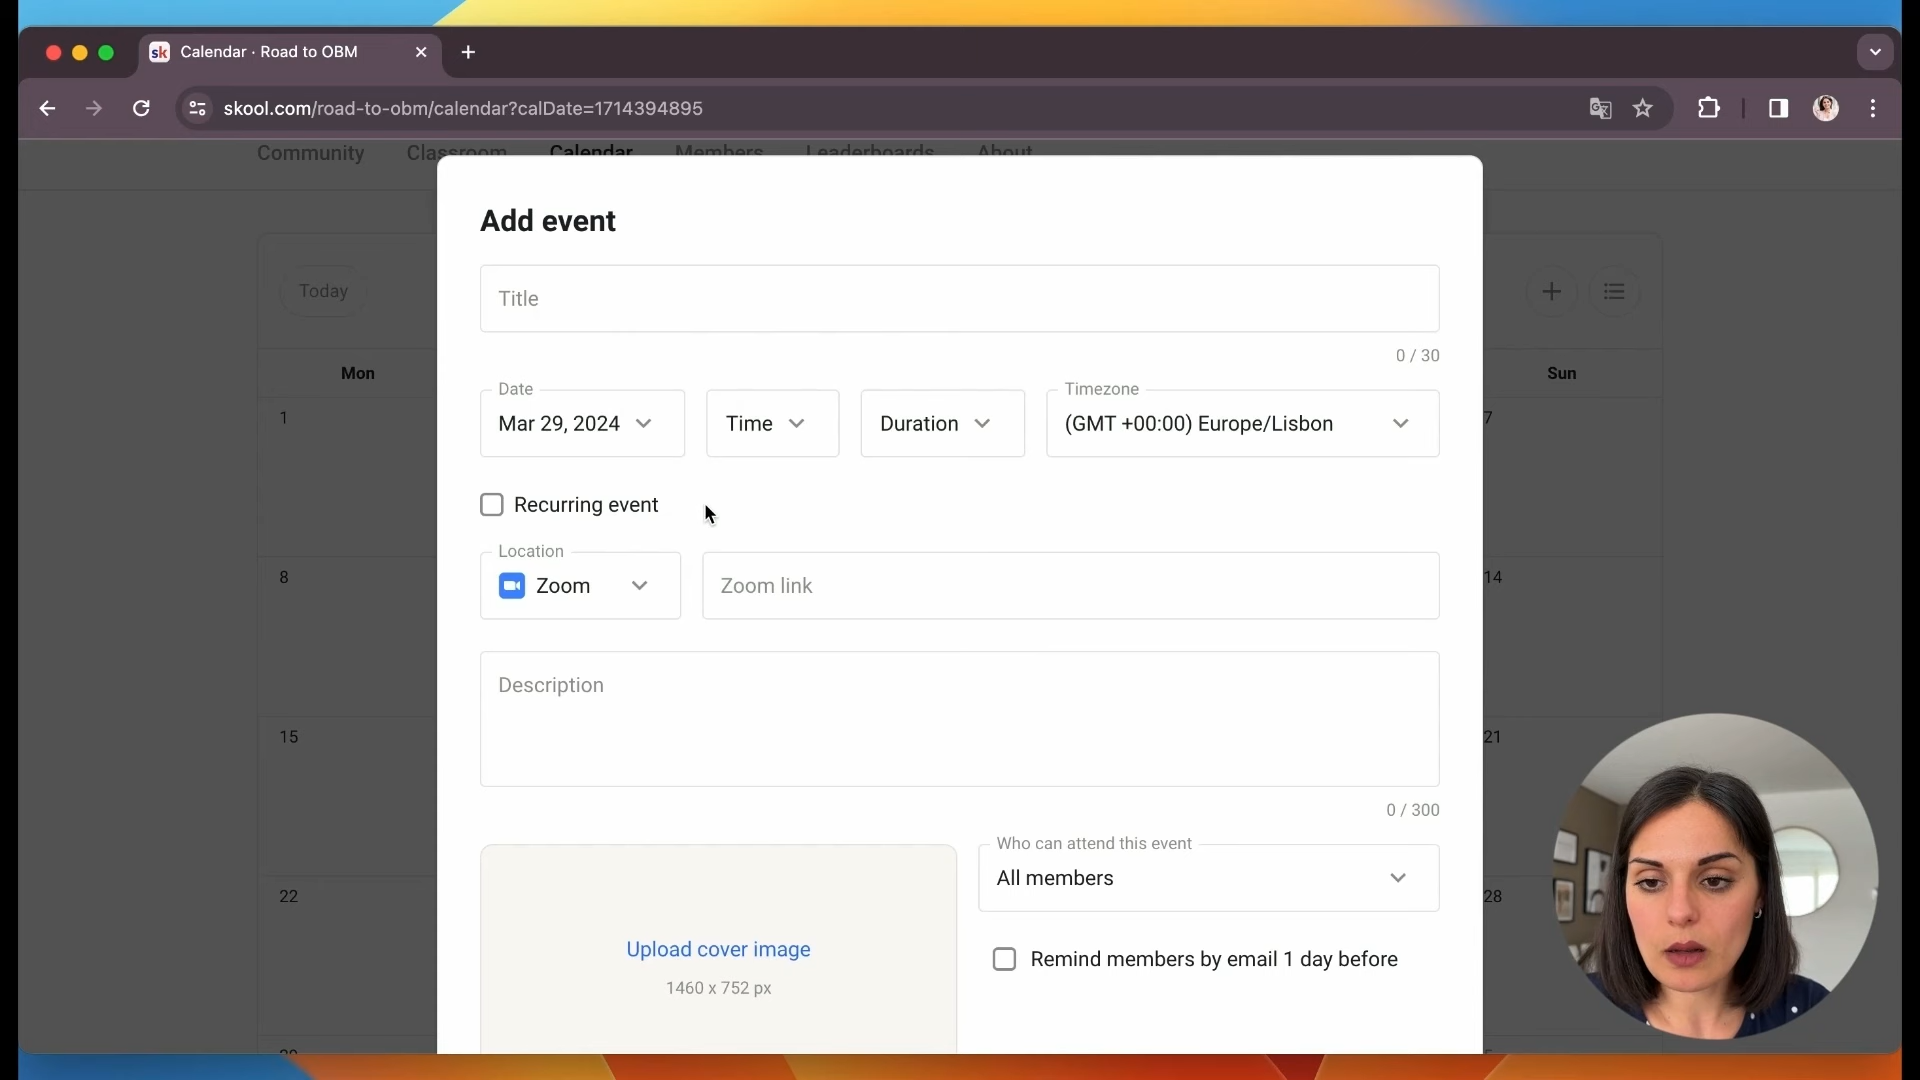 sk Calendar · Road to OBM
skool.com/road-to-obm/calendar?calDate=1714394895
Community Classroom Calendar Members Leaderboards About
Add event
Today
Title
0 / 30
Mon
Sun
Date
Timezone
1
Mar 29, 2024
Time
Duration
(GMT +00:00) Europe/Lisbon
7
Recurring event
Location
8
Zoom
Zoom link
14
Description
15
21
0 / 300
Who can attend this event
All members
22
28
Upload cover image
Remind members by email 1 day before
1460 x 752 px